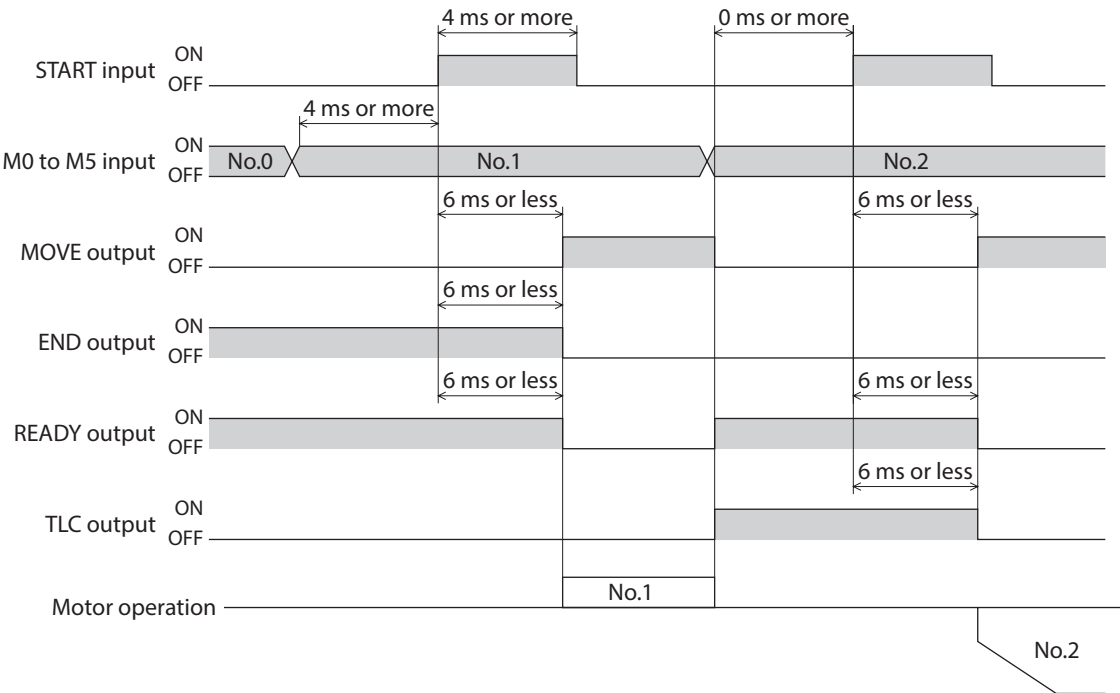 4 ms or more 0 ms or more
START input ON
OFF
4 ms or more
M0 to M5 input ON
OFF No.0 No.1 No.2
6 ms or less 6 ms or less
MOVE output ON
OFF
6 ms or less
END output ON
OFF
6 ms or less 6 ms or less
READY output ON
OFF
6 ms or less
TLC output ON
OFF
Motor operation No.1
No.2